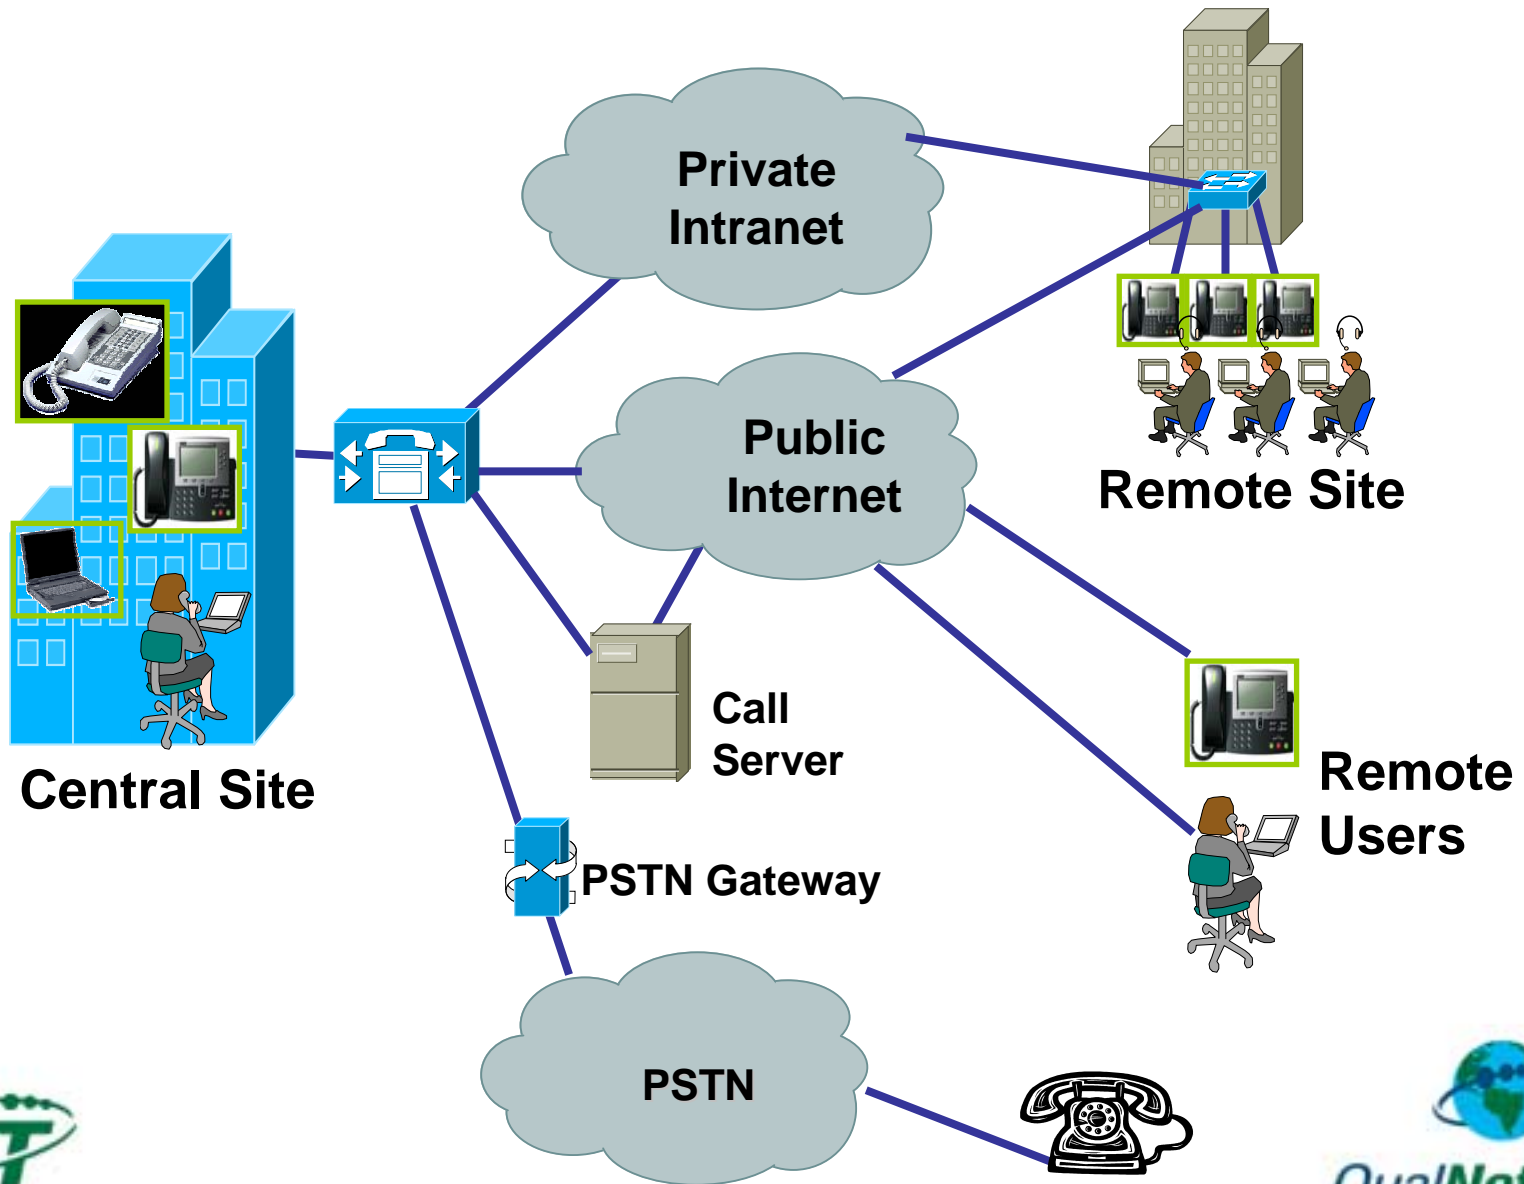 Private
Intranet
Public
Internet
Remote Site
Call
Server
Central Site
Remote
Users
PSTN Gateway
PSTN
T